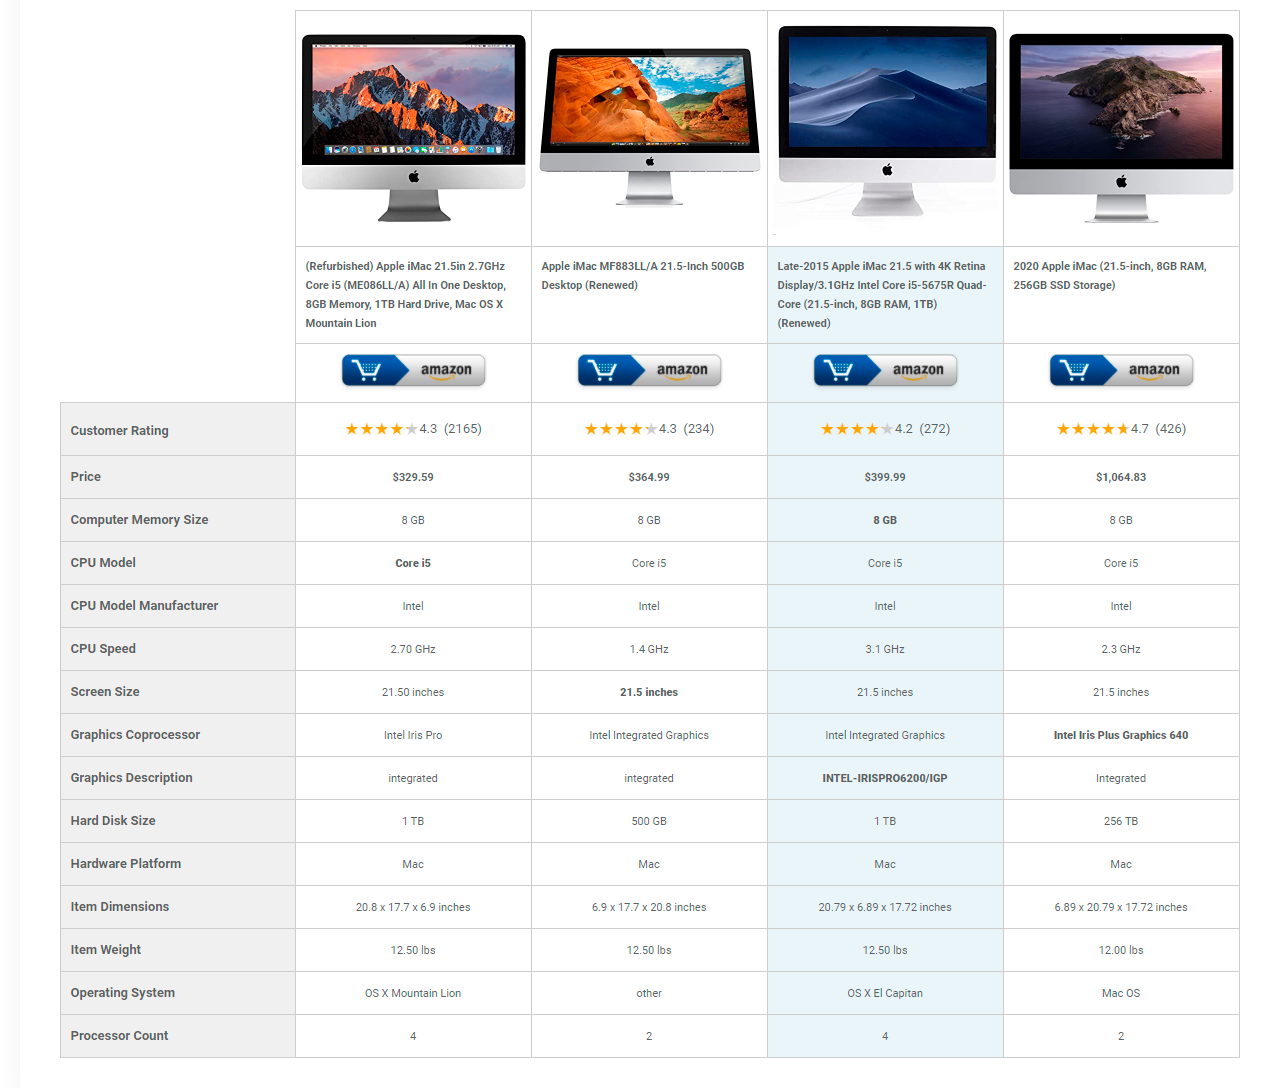 (Refurbished) Apple iMac 21.5in 2.7GHz
Core i5 (ME086LL/A) All In One Desktop,
8GB Memory, 1TB Hard Drive, Mac OS X
Mountain Lion
Apple iMac MF883LL/A 21.5-Inch 500GB
Desktop (Renewed)
Late-2015 Apple iMac 21.5 with 4K Retina
Display/3.1GHz Intel Core i5-5675R Quad-
Core (21.5-inch, 8GB RAM, 1TB)
(Renewed)
2020 Apple iMac (21.5-inch, 8GB RAM,
256GB SSD Storage)
amazon amazon amazon amazon
Customer Rating 4.3 (2165) 4.3 (234) 4.2 (272) 4.7 (426)
Price $329.59 $364.99 $399.99 $1,064.83
Computer Memory Size 8 GB 8 GB 8 GB 8 GB
CPU Model Core i5 Core i5 Core i5 Core i5
CPU Model Manufacturer Intel Intel Intel Intel
CPU Speed 2.70 GHz 1.4 GHz 3.1 GHz 2.3 GHz
Screen Size 21.50 inches 21.5 inches 21.5 inches 21.5 inches
Graphics Coprocessor Intel Iris Pro Intel Integrated Graphics Intel Integrated Graphics Intel Iris Plus Graphics 640
Graphics Description integrated integrated INTEL-IRISPRO6200/IGP Integrated
Hard Disk Size 1 TB 500 GB 1 TB 256 TB
Hardware Platform Mac Mac Mac Mac
Item Dimensions 20.8 x 17.7 x 6.9 inches 6.9 x 17.7 x 20.8 inches 20.79 x 6.89 x 17.72 inches 6.89 x 20.79 x 17.72 inches
Item Weight 12.50 lbs 12.50 lbs 12.50 lbs 12.00 lbs
Operating System OS X Mountain Lion other OS X El Capitan Mac OS
Processor Count 4 2 4 2